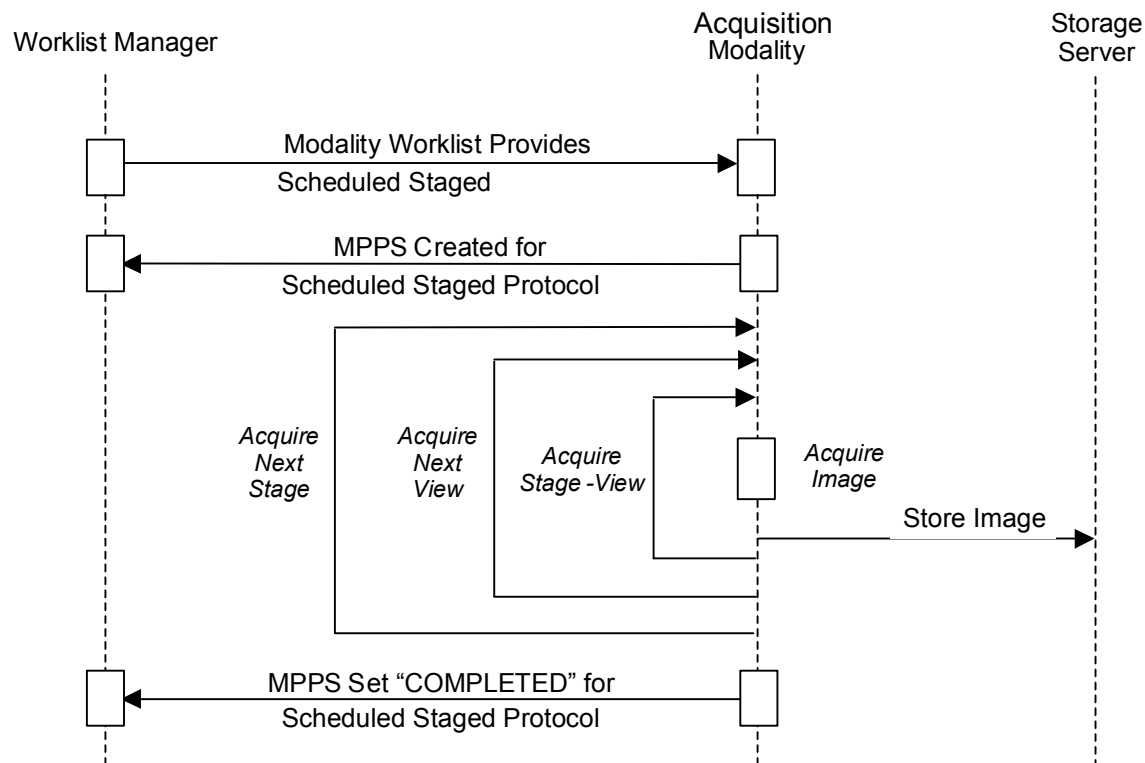 Worklist Manager
Acquisition
Modality
Storage
Server
Modality Worklist Provides
Scheduled Staged
MPPS Created for
Scheduled Staged Protocol
Acquire
Next
Stage
Acquire
Next
View
Acquire
Stage -View
Acquire
Image
Store Image
MPPS Set “COMPLETED” for
Scheduled Staged Protocol